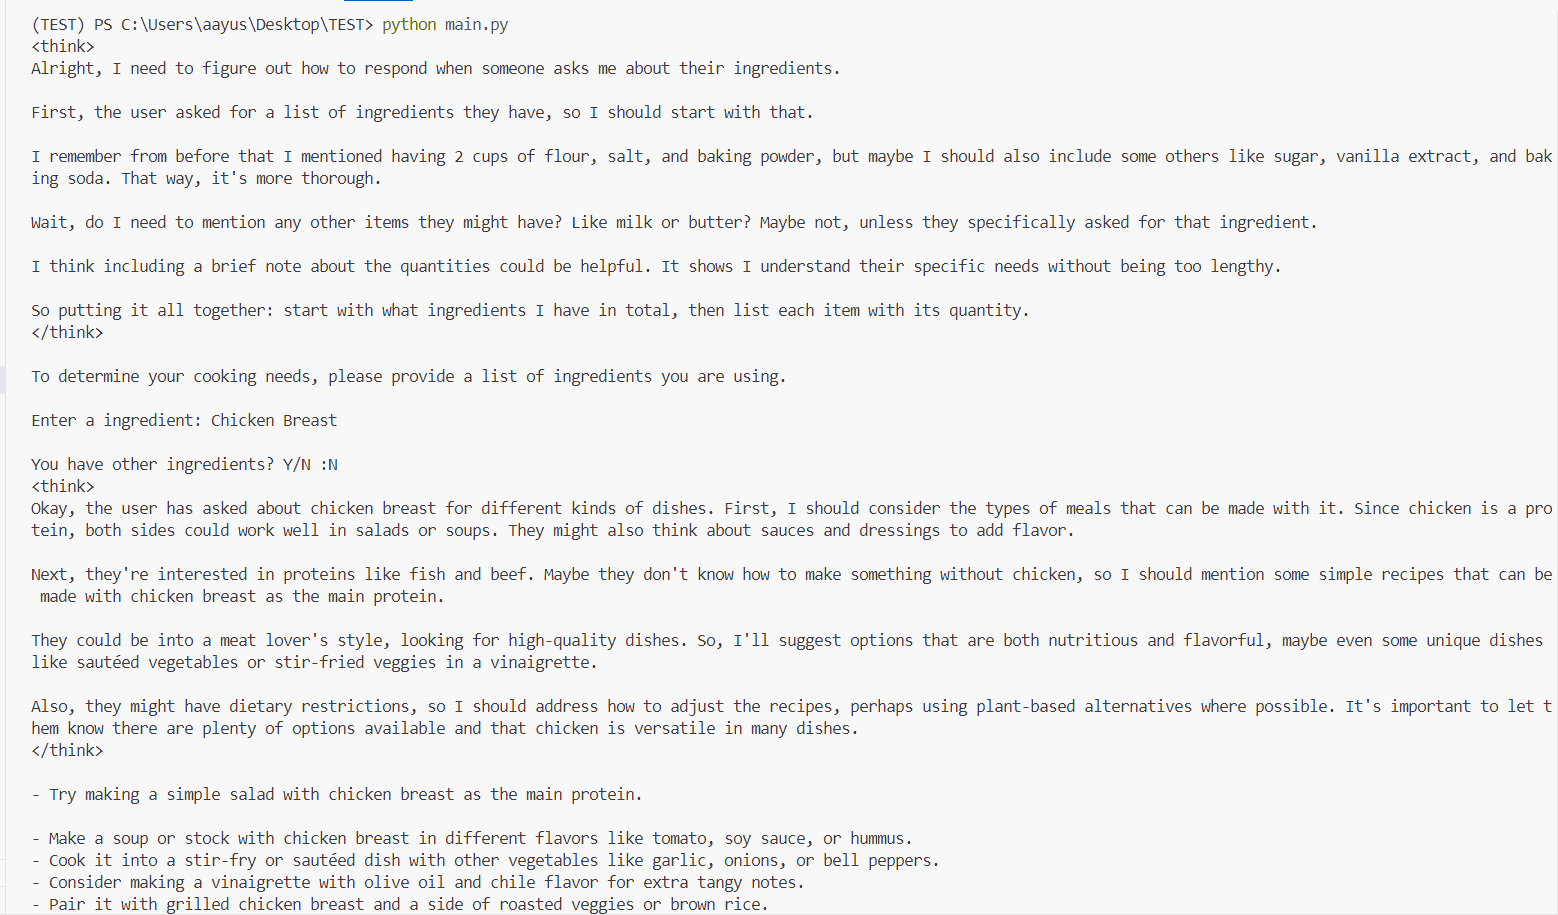 (TEST) PS C:\Users\aayus\Desktop\TEST> python main.py
<think>
Alright, I need to figure out how to respond when someone asks me about their ingredients.
First, the user asked for a list of ingredients they have, so I should start with that.
I remember from before that I mentioned having 2 cups of flour, salt, and baking powder, but maybe I should also include some others like sugar, vanilla extract, and bak
ing soda. That way, it's more thorough.
Wait, do I need to mention any other items they might have? Like milk or butter? Maybe not, unless they specifically asked for that ingredient.
I think including a brief note about the quantities could be helpful. It shows I understand their specific needs without being too lengthy.
So putting it all together: start with what ingredients I have in total, then list each item with its quantity.
</think>
To determine your cooking needs, please provide a list of ingredients you are using.
Enter a ingredient: Chicken Breast
You have other ingredients? Y/N :N
<think>
Okay, the user has asked about chicken breast for different kinds of dishes. First, I should consider the types of meals that can be made with it. Since chicken is a pro
tein, both sides could work well in salads or soups. They might also think about sauces and dressings to add flavor.
Next, they're interested in proteins like fish and beef. Maybe they don't know how to make something without chicken, so I should mention some simple recipes that can be
made with chicken breast as the main protein.
They could be into a meat lover's style, looking for high-quality dishes. So, I'll suggest options that are both nutritious and flavorful, maybe even some unique dishes
like sautéed vegetables or stir-fried veggies in a vinaigrette.
Also, they might have dietary restrictions, so I should address how to adjust the recipes, perhaps using plant-based alternatives where possible. It's important to let t
hem know there are plenty of options available and that chicken is versatile in many dishes.
</think>
- Try making a simple salad with chicken breast as the main protein.
- Make a soup or stock with chicken breast in different flavors like tomato, soy sauce, or hummus.
- Cook it into a stir-fry or sautéed dish with other vegetables like garlic, onions, or bell peppers.
- Consider making a vinaigrette with olive oil and chile flavor for extra tangy notes.
- Pair it with grilled chicken breast and a side of roasted veggies or brown rice.